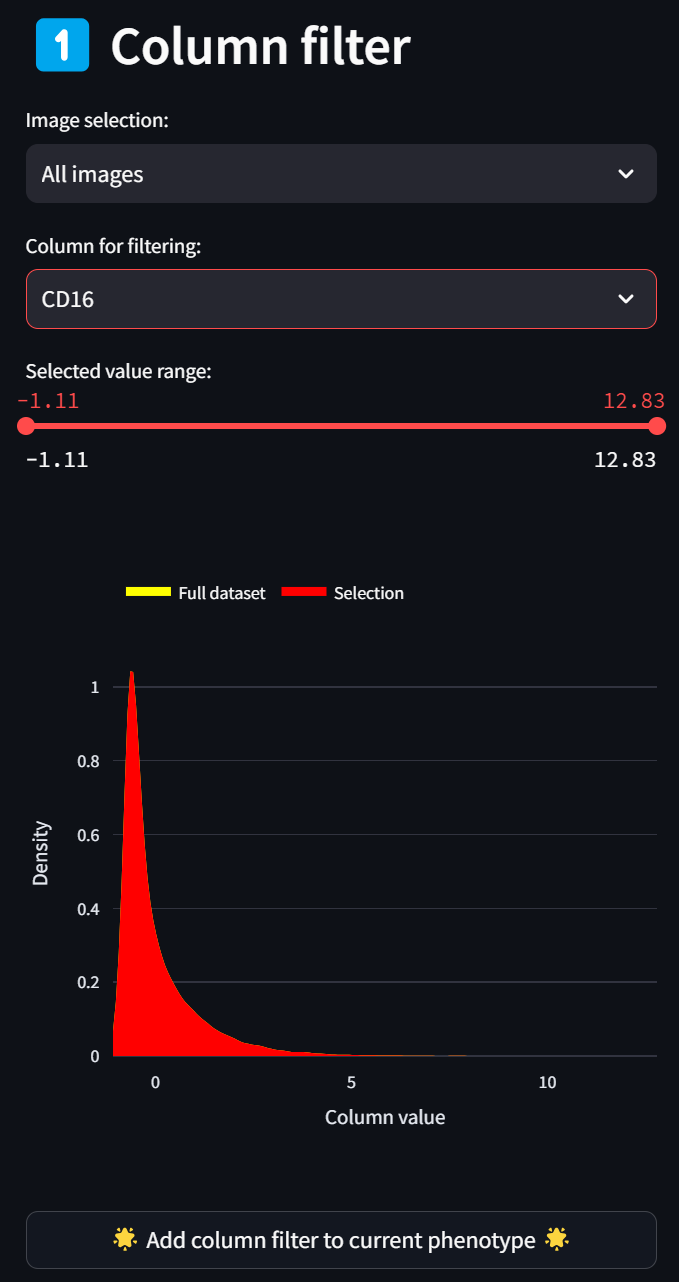 1 Column filter
Image selection:
All images
Column for filtering:
CD16
Selected value range:
-1.11 12.83
-1.11 12.83
Full dataset Selection
1
0.8
0.6
0.4
0.2
0
Density
0 5 10
Column value
🌟 Add column filter to current phenotype 🌟